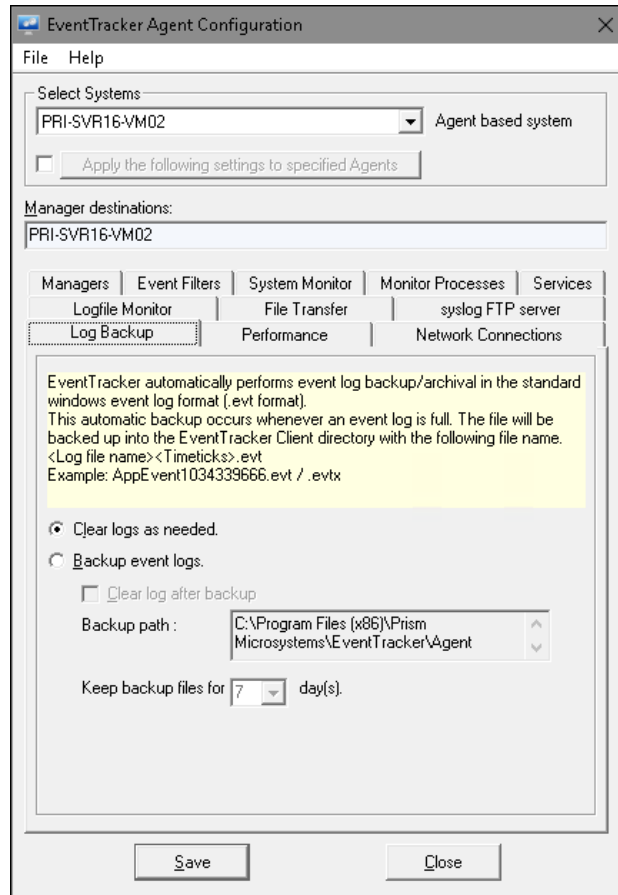 EventTracker Agent Configuration
File Help
Select Systems
PRI-SVR16-VM02
Agent based system
Apply the following settings to specified Agents
Manager destinations:
PRI-SVR16-VM02
Managers Event Filters System Monitor Monitor Processes Services
Logfile Monitor File Transfer syslog FTP server
Log Backup Performance Network Connections
EventTracker automatically performs event log backup/archival in the standard
windows event log format (.evt format).
This automatic backup occurs whenever an event log is full. The file will be
backed up into the EventTracker Client directory with the following file name.
<Log file name><Timeticks>.evt
Example: AppEvent1034339666.evt / .evtx
Clear logs as needed.
Backup event logs.
Clear log after backup
Backup path :
C:\Program Files (x86)\Prism
Microsystems\EventTracker\Agent
Keep backup files for 7 day(s).
Save Close